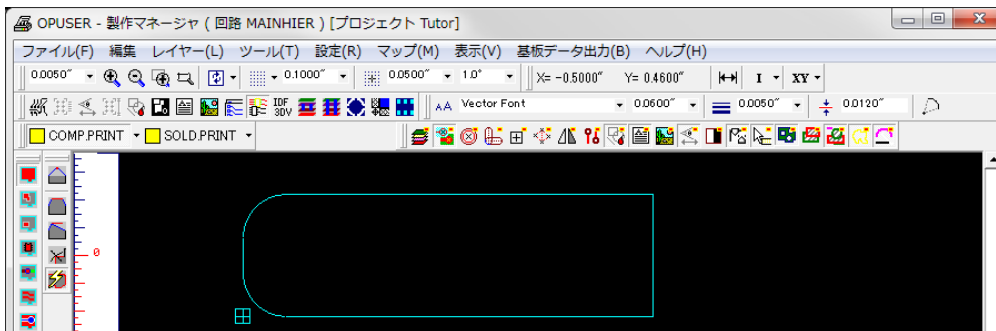 OPUSER - 製作マネージャ ( 回路 MAINHIER ) [プロジェクト Tutor]
ファイル(F) 編集 レイヤー(L) ツール(T) 設定(R) マップ(M) 表示(V) 基板データ出力(B) ヘルプ(H)
0.0050" 0.1000" 0.0500" 1.0° X= -0.5000" Y= 0.4600" I XY
IDF 3DV AA Vector Font 0.0600" 0.0050" 0.0120"
COMP.PRINT SOLD.PRINT
0